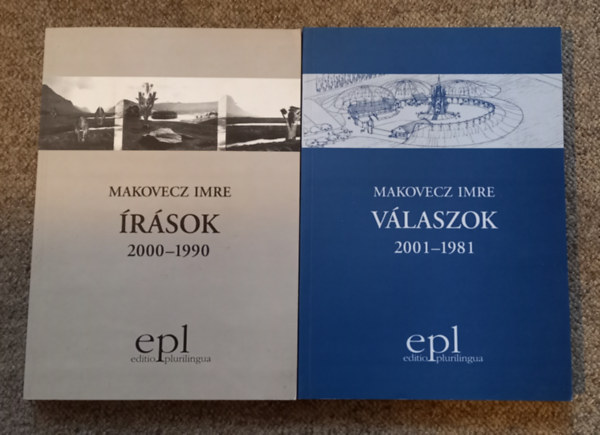 MAKOVECZ IMRE
ÍRÁSOK
2000–1990
epl
editio plurilingua
MAKOVECZ IMRE
VÁLASZOK
2001–1981
epl
editio plurilingua